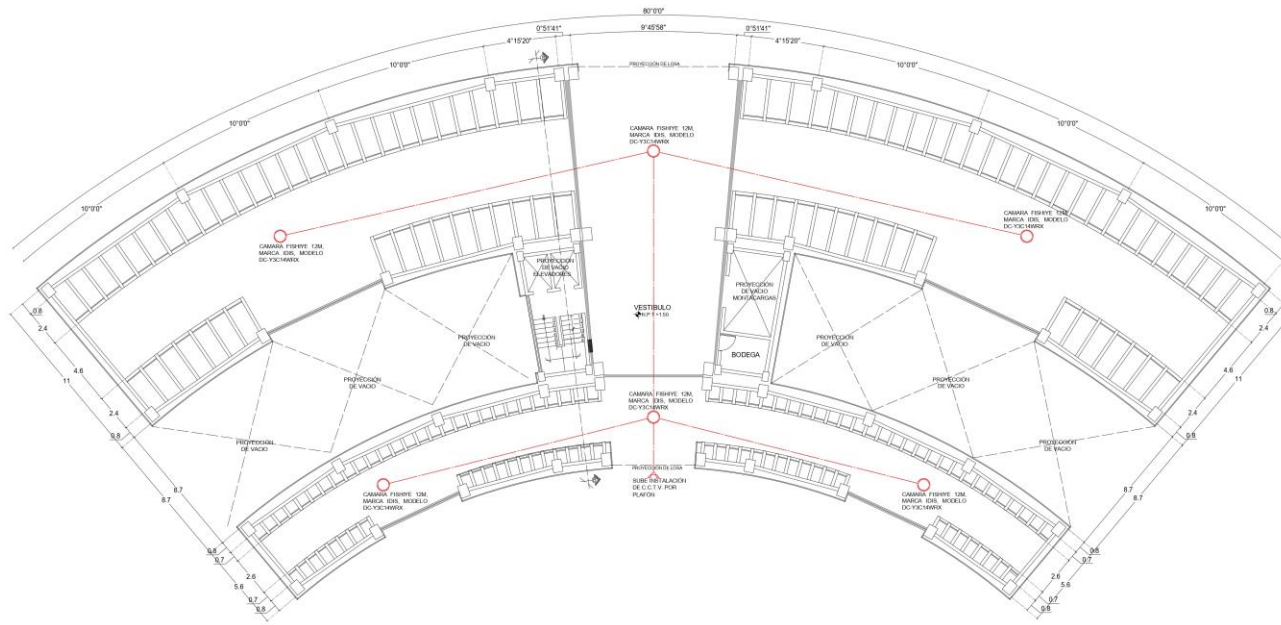 80°0'0"
0°51'41"
9°45'58"
0°51'41"
4°15'20"
4°15'20"
10°0'0"
10°0'0"
10°0'0"
10°0'0"
10°0'0"
10°0'0"
PROYECCIÓN DE LOSA
CAMARA FISHIYE 12M,
MARCA IDIS, MODELO
DC-Y3C14WRX
CAMARA FISHIYE 12M,
MARCA IDIS, MODELO
DC-Y3C14WRX
CAMARA FISHIYE 12M,
MARCA IDIS, MODELO
DC-Y3C14WRX
PROYECCIÓN
DE VACIO
ELEVADORES
PROYECCIÓN
DE VACIO
MONTACARGAS
VESTIBULO
N.P.T.+1.50
BODEGA
PROYECCIÓN
DE VACIO
PROYECCIÓN
DE VACIO
PROYECCIÓN
DE VACIO
PROYECCIÓN
DE VACIO
PROYECCIÓN
DE VACIO
PROYECCIÓN
DE VACIO
0.8
2.4
4.6
11
2.4
0.8
0.8
2.4
4.6
11
2.4
0.8
CAMARA FISHIYE 12M,
MARCA IDIS, MODELO
DC-Y3C14WRX
PROYECCIÓN DE LOSA
SUBE INSTALACIÓN
DE C.C.T.V. POR
PLAFÓN
CAMARA FISHIYE 12M,
MARCA IDIS, MODELO
DC-Y3C14WRX
CAMARA FISHIYE 12M,
MARCA IDIS, MODELO
DC-Y3C14WRX
8.7
8.7
8.7
8.7
0.8
0.7
2.6
5.6
0.7
0.8
0.8
0.7
2.6
5.6
0.7
0.8